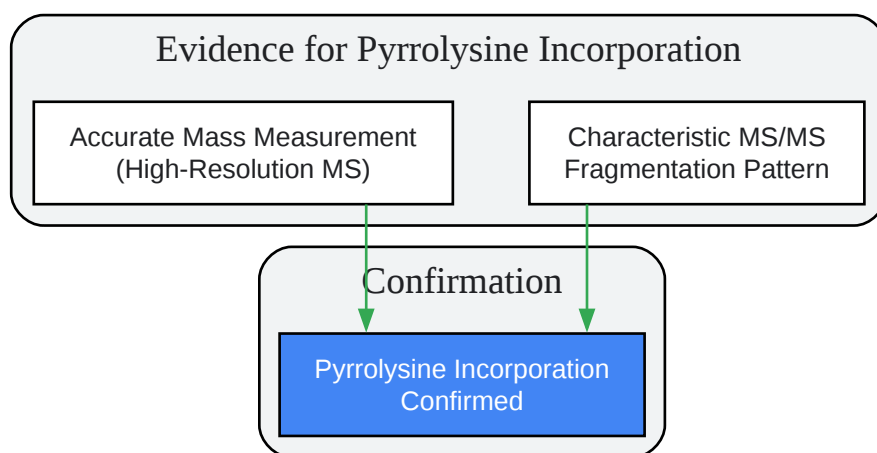 Evidence for Pyrrolysine Incorporation
Accurate Mass Measurement
(High-Resolution MS)
Characteristic MS/MS
Fragmentation Pattern
Confirmation
Pyrrolysine Incorporation
Confirmed